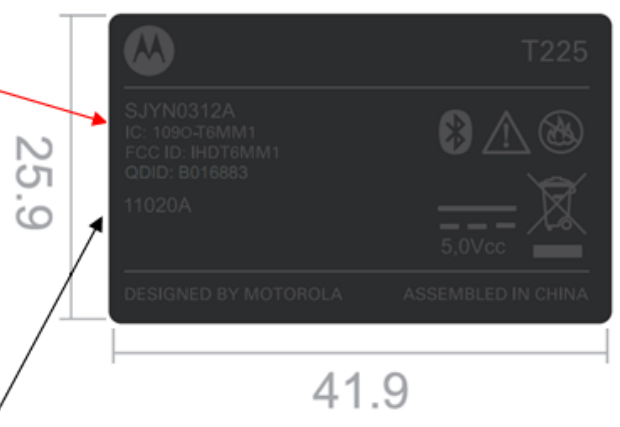 T225
SJYN0312A
IC: 109O-T6MM1
FCC ID: IHDT6MM1
QDID: B016883
11020A
5,0Vcc
DESIGNED BY MOTOROLA
ASSEMBLED IN CHINA
25.9
41.9